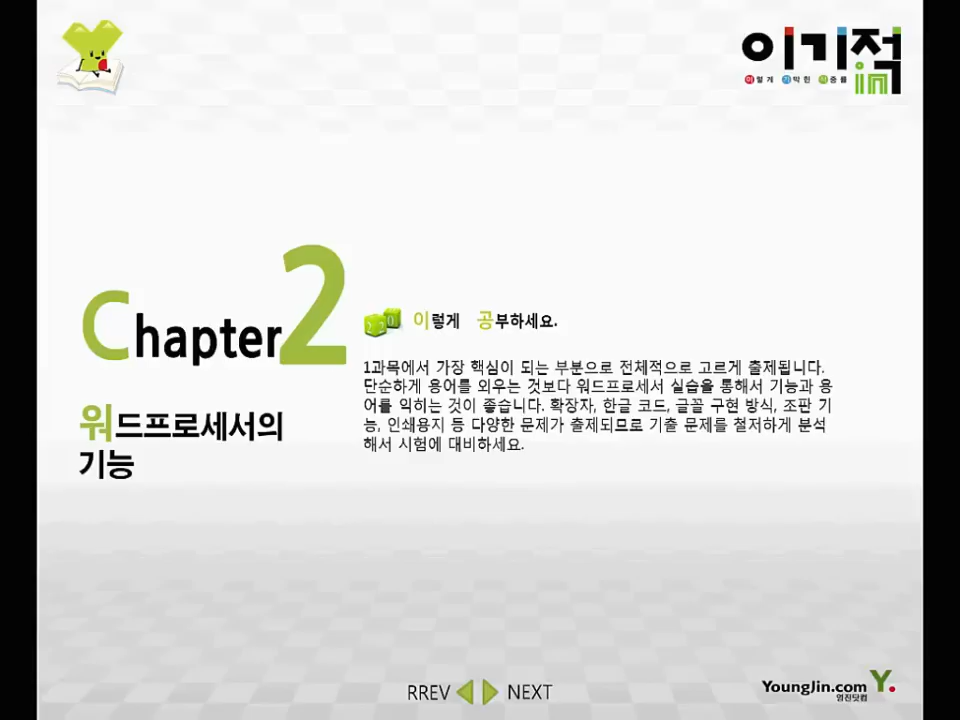 이기적 in
이렇게 기막힌 적중률
Chapter 2
워드프로세서의
기능
이렇게 공부하세요.
1과목에서 가장 핵심이 되는 부분으로 전체적으로 고르게 출제됩니다.
단순하게 용어를 외우는 것보다 워드프로세서 실습을 통해서 기능과 용
어를 익히는 것이 좋습니다. 확장자, 한글 코드, 글꼴 구현 방식, 조판 기
능, 인쇄용지 등 다양한 문제가 출제되므로 기출 문제를 철저하게 분석
해서 시험에 대비하세요.
RREV NEXT
YoungJin.com Y.
영진닷컴